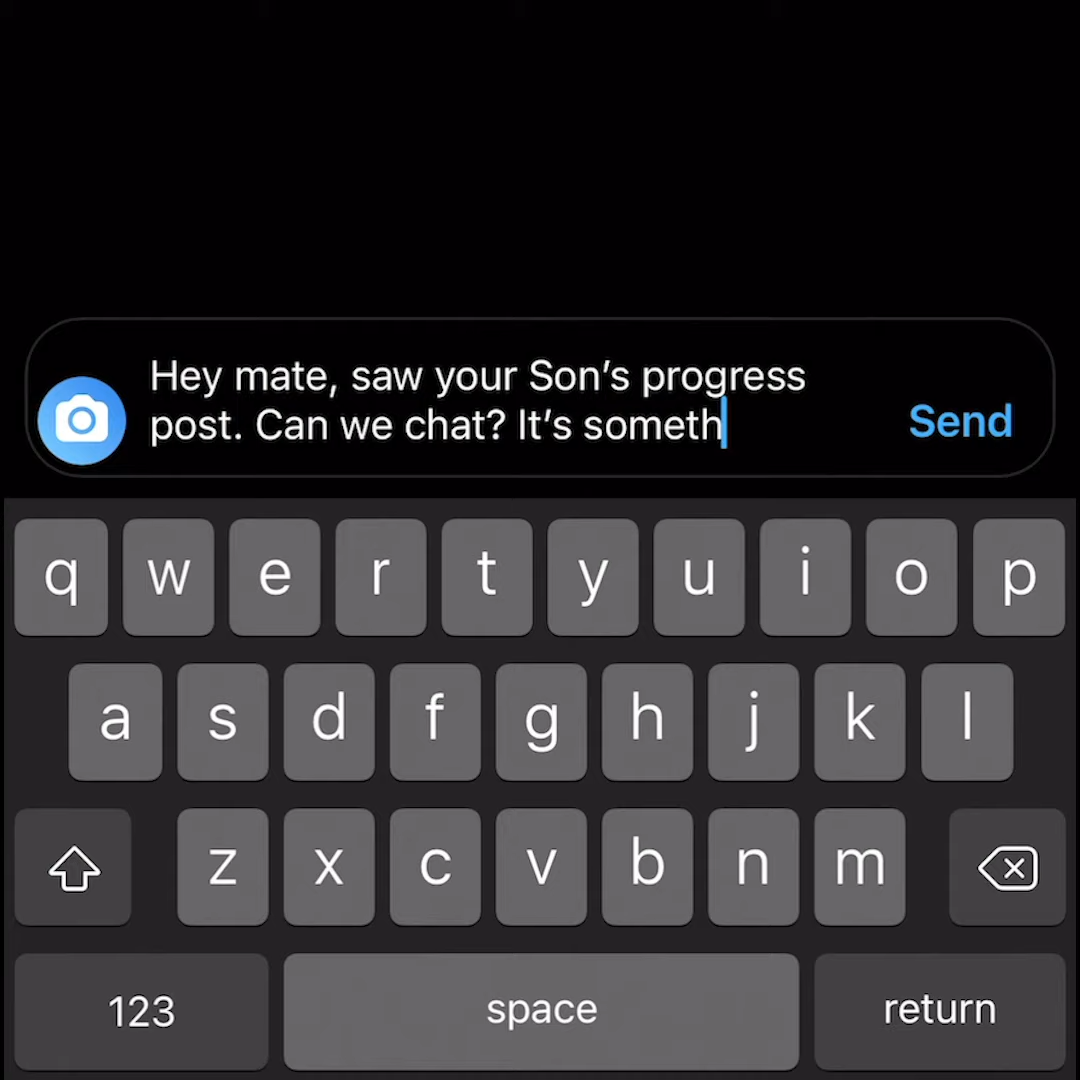 Hey mate, saw your Son’s progress
post. Can we chat? It’s someth
Send
q w e r t y u i o p
a s d f g h j k l
z x c v b n m
123 space return